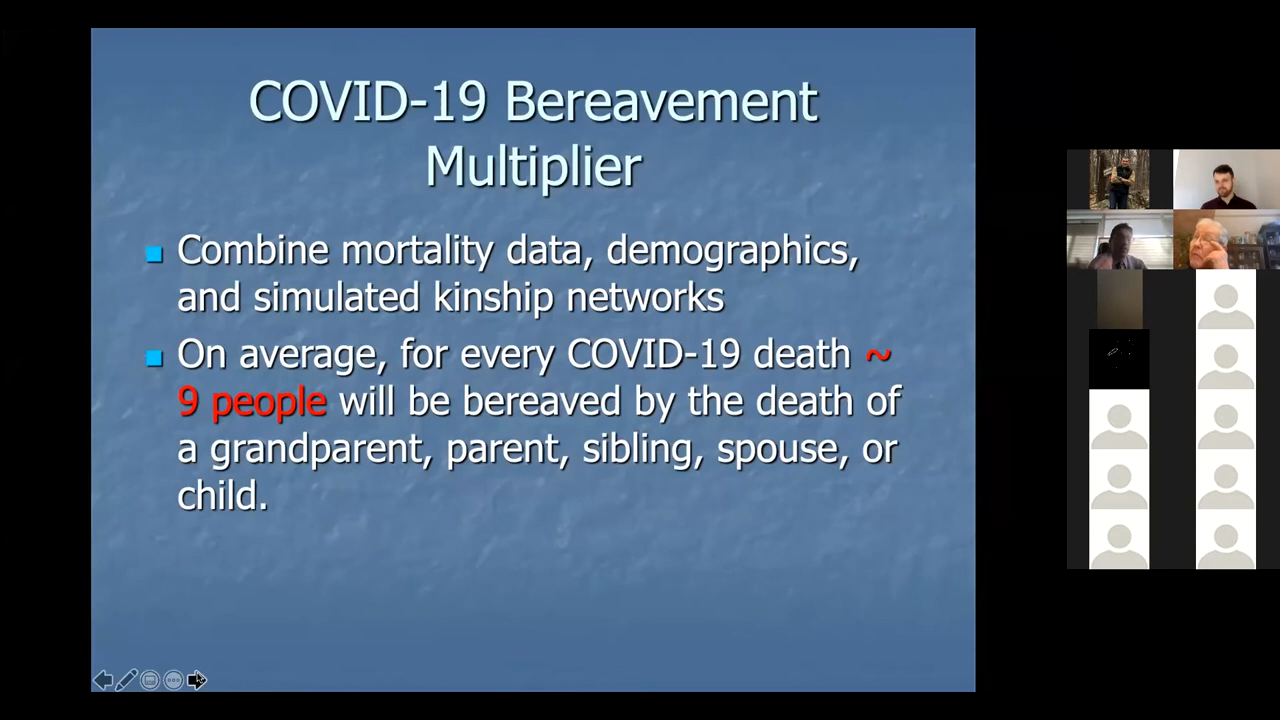 COVID-19 Bereavement
Multiplier
Combine mortality data, demographics,
and simulated kinship networks
On average, for every COVID-19 death ~
9 people will be bereaved by the death of
a grandparent, parent, sibling, spouse, or
child.